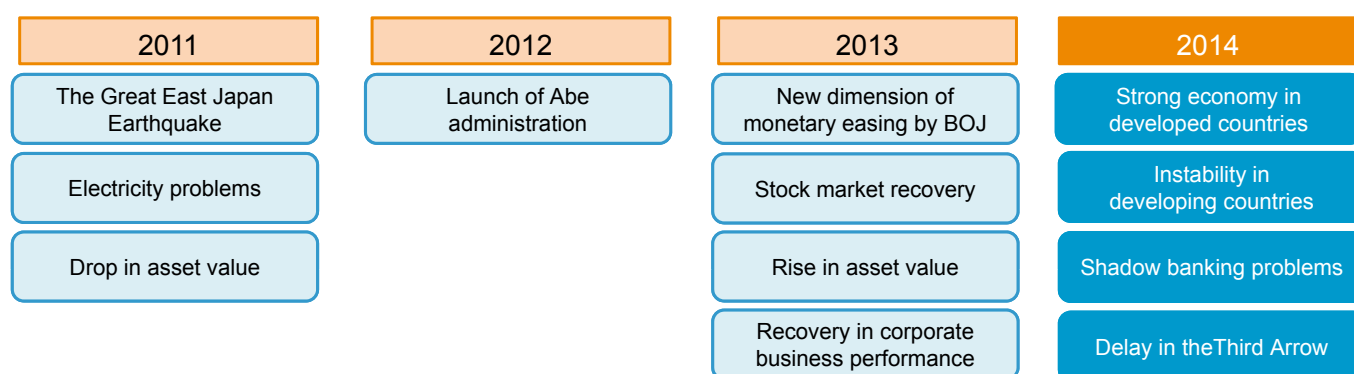 2011
The Great East Japan
Earthquake
Electricity problems
Drop in asset value
2012
Launch of Abe
administration
2013
New dimension of
monetary easing by BOJ
Stock market recovery
Rise in asset value
Recovery in corporate
business performance
2014
Strong economy in
developed countries
Instability in
developing countries
Shadow banking problems
Delay in theThird Arrow